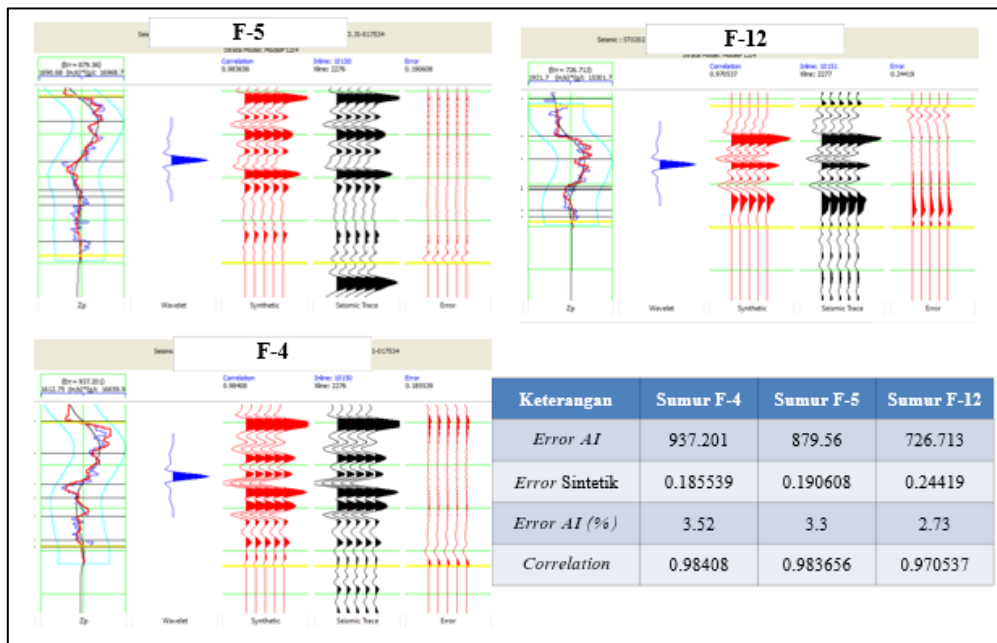 F-5
Strata Model: ModelP12I4
(Err = 879.56)
Correlation
Inline: 10150
Error
0.983656
Xline: 2276
0.190608
Zp
Wavelet
Synthetic
Seismic Trace
Error
F-12
(Err = 726.713)
Correlation
Inline: 10151
Error
0.970537
Xline: 2277
0.24419
Zp
Wavelet
Synthetic
Seismic Trace
Error
F-4
(Err = 937.201)
Correlation
Inline: 10150
Error
0.98408
Xline: 2276
0.185539
Zp
Wavelet
Synthetic
Seismic Trace
Error
Keterangan Sumur F-4 Sumur F-5 Sumur F-12
Error AI 937.201 879.56 726.713
Error Sintetik 0.185539 0.190608 0.24419
Error AI (%) 3.52 3.3 2.73
Correlation 0.98408 0.983656 0.970537